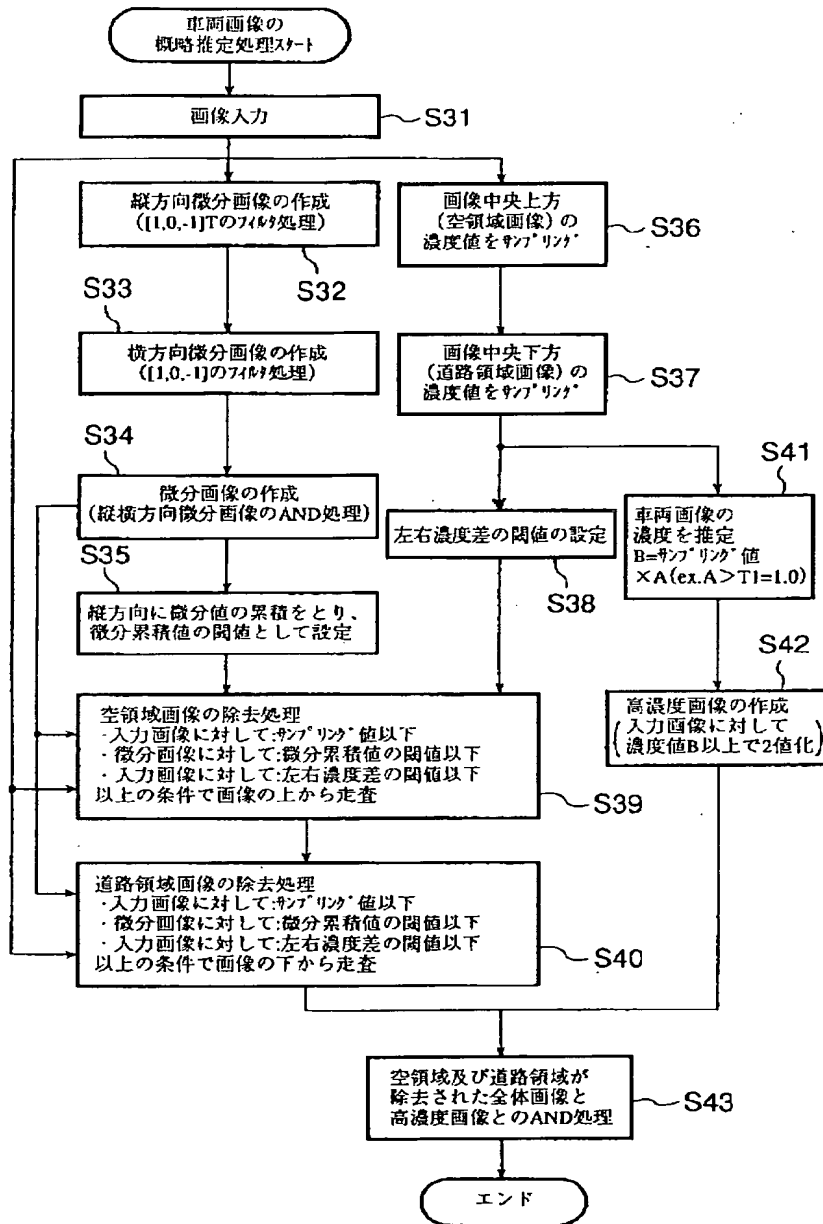 車両画像の
概略推定処理スタート
画像入力
S31
縦方向微分画像の作成
([1,0,-1]Tのフィルタ処理)
S32
S33
横方向微分画像の作成
([1,0,-1]のフィルタ処理)
S34
微分画像の作成
(縦横方向微分画像のAND処理)
S35
縦方向に微分値の累積をとり、
微分累積値の閾値として設定
画像中央上方
(空領域画像)の
濃度値をサンプリング
S36
画像中央下方
(道路領域画像)の
濃度値をサンプリング
S37
左右濃度差の閾値の設定
S38
S41
車両画像の
濃度を推定
B=サンプリング値
×A(ex.A>T1=1.0)
S42
高濃度画像の作成
(入力画像に対して
濃度値B以上で2値化)
空領域画像の除去処理
・入力画像に対して:サンプリング値以下
・微分画像に対して:微分累積値の閾値以下
・入力画像に対して:左右濃度差の閾値以下
以上の条件で画像の上から走査
S39
道路領域画像の除去処理
・入力画像に対して:サンプリング値以下
・微分画像に対して:微分累積値の閾値以下
・入力画像に対して:左右濃度差の閾値以下
以上の条件で画像の下から走査
S40
空領域及び道路領域が
除去された全体画像と
高濃度画像とのAND処理
S43
エンド